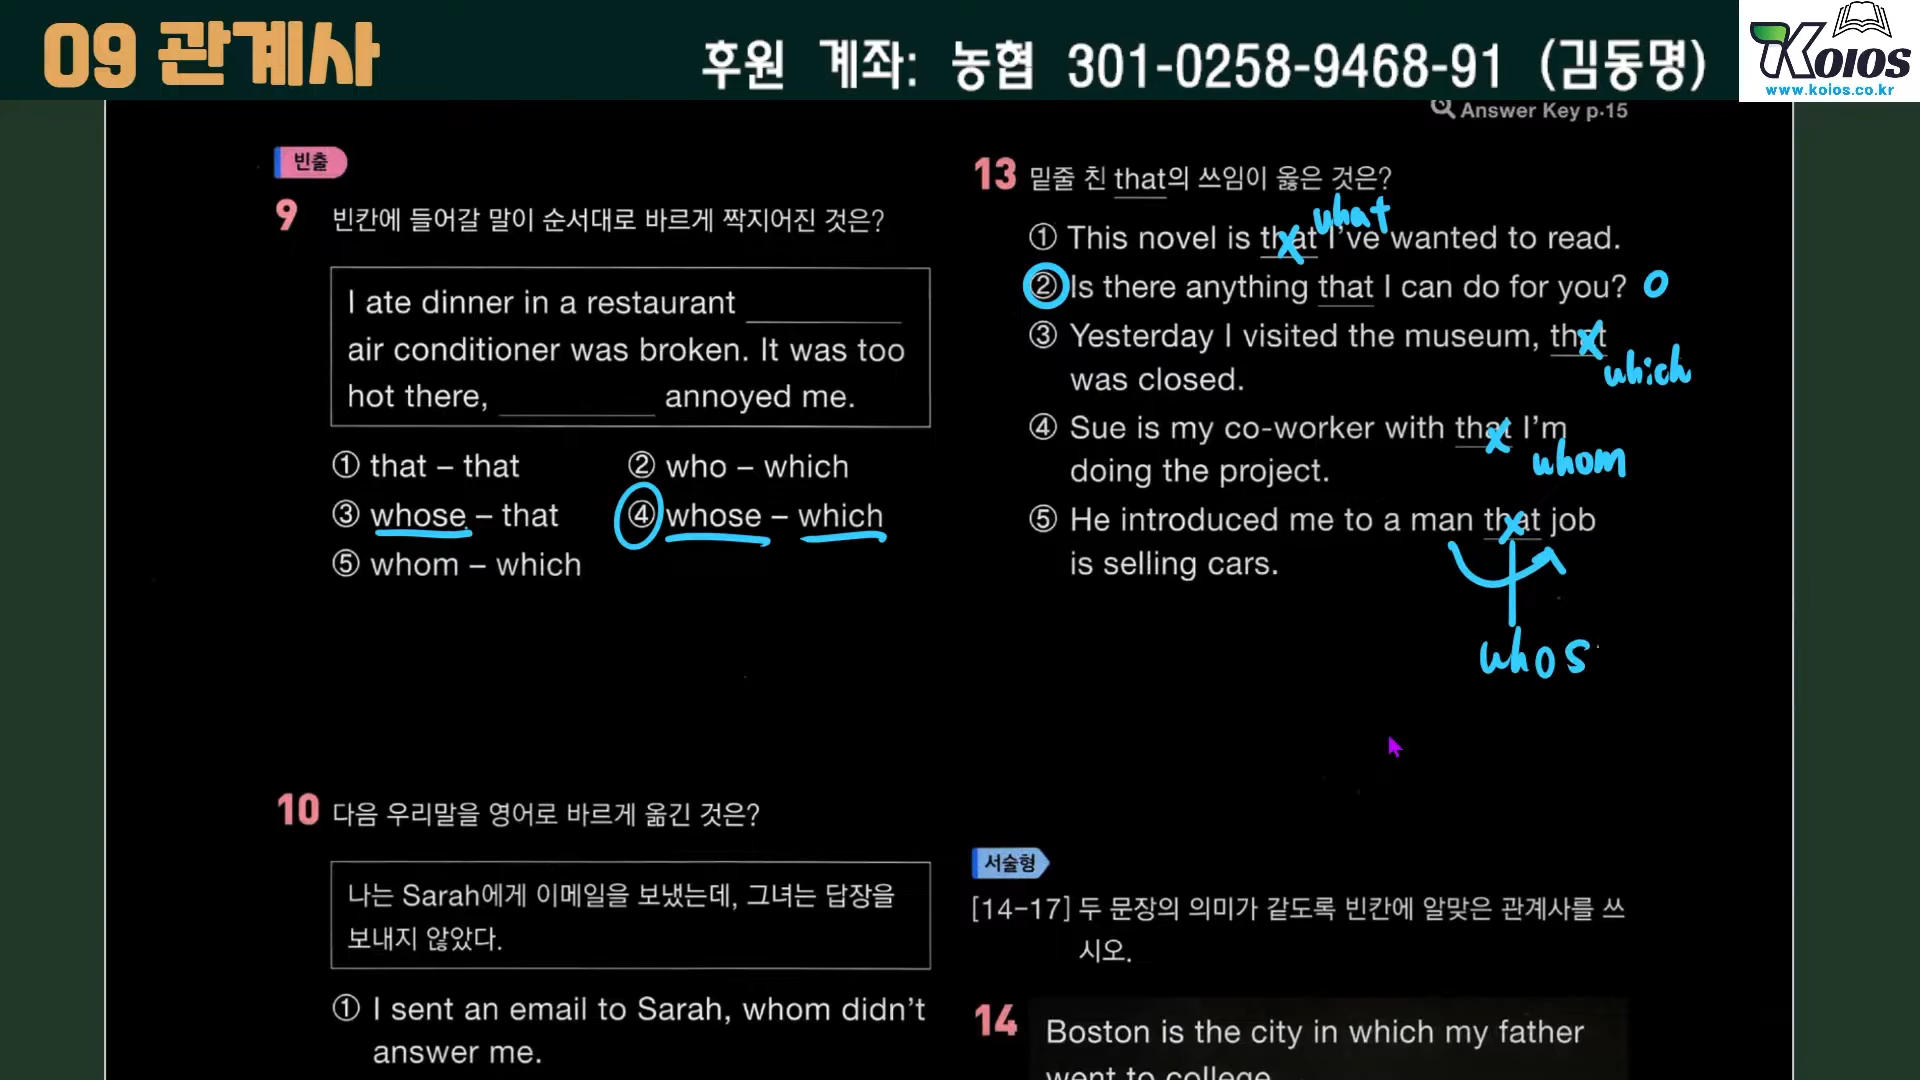 09 관계사
후원 계좌: 농협 301-0258-9468-91 (김동명)
KOIOS
www.koios.co.kr
Answer Key p.15
빈출
9 빈칸에 들어갈 말이 순서대로 바르게 짝지어진 것은?
I ate dinner in a restaurant __________
air conditioner was broken. It was too
hot there, __________ annoyed me.
① that – that ② who – which
③ whose – that ④ whose – which
⑤ whom – which
10 다음 우리말을 영어로 바르게 옮긴 것은?
나는 Sarah에게 이메일을 보냈는데, 그녀는 답장을
보내지 않았다.
① I sent an email to Sarah, whom didn’t
answer me.
13 밑줄 친 that의 쓰임이 옳은 것은?
what
① This novel is that I’ve wanted to read.
② Is there anything that I can do for you? O
③ Yesterday I visited the museum, that
which
was closed.
④ Sue is my co-worker with that I’m
whom
doing the project.
⑤ He introduced me to a man that job
is selling cars.
whos
서술형
[14-17] 두 문장의 의미가 같도록 빈칸에 알맞은 관계사를 쓰
시오.
14 Boston is the city in which my father
went to college.